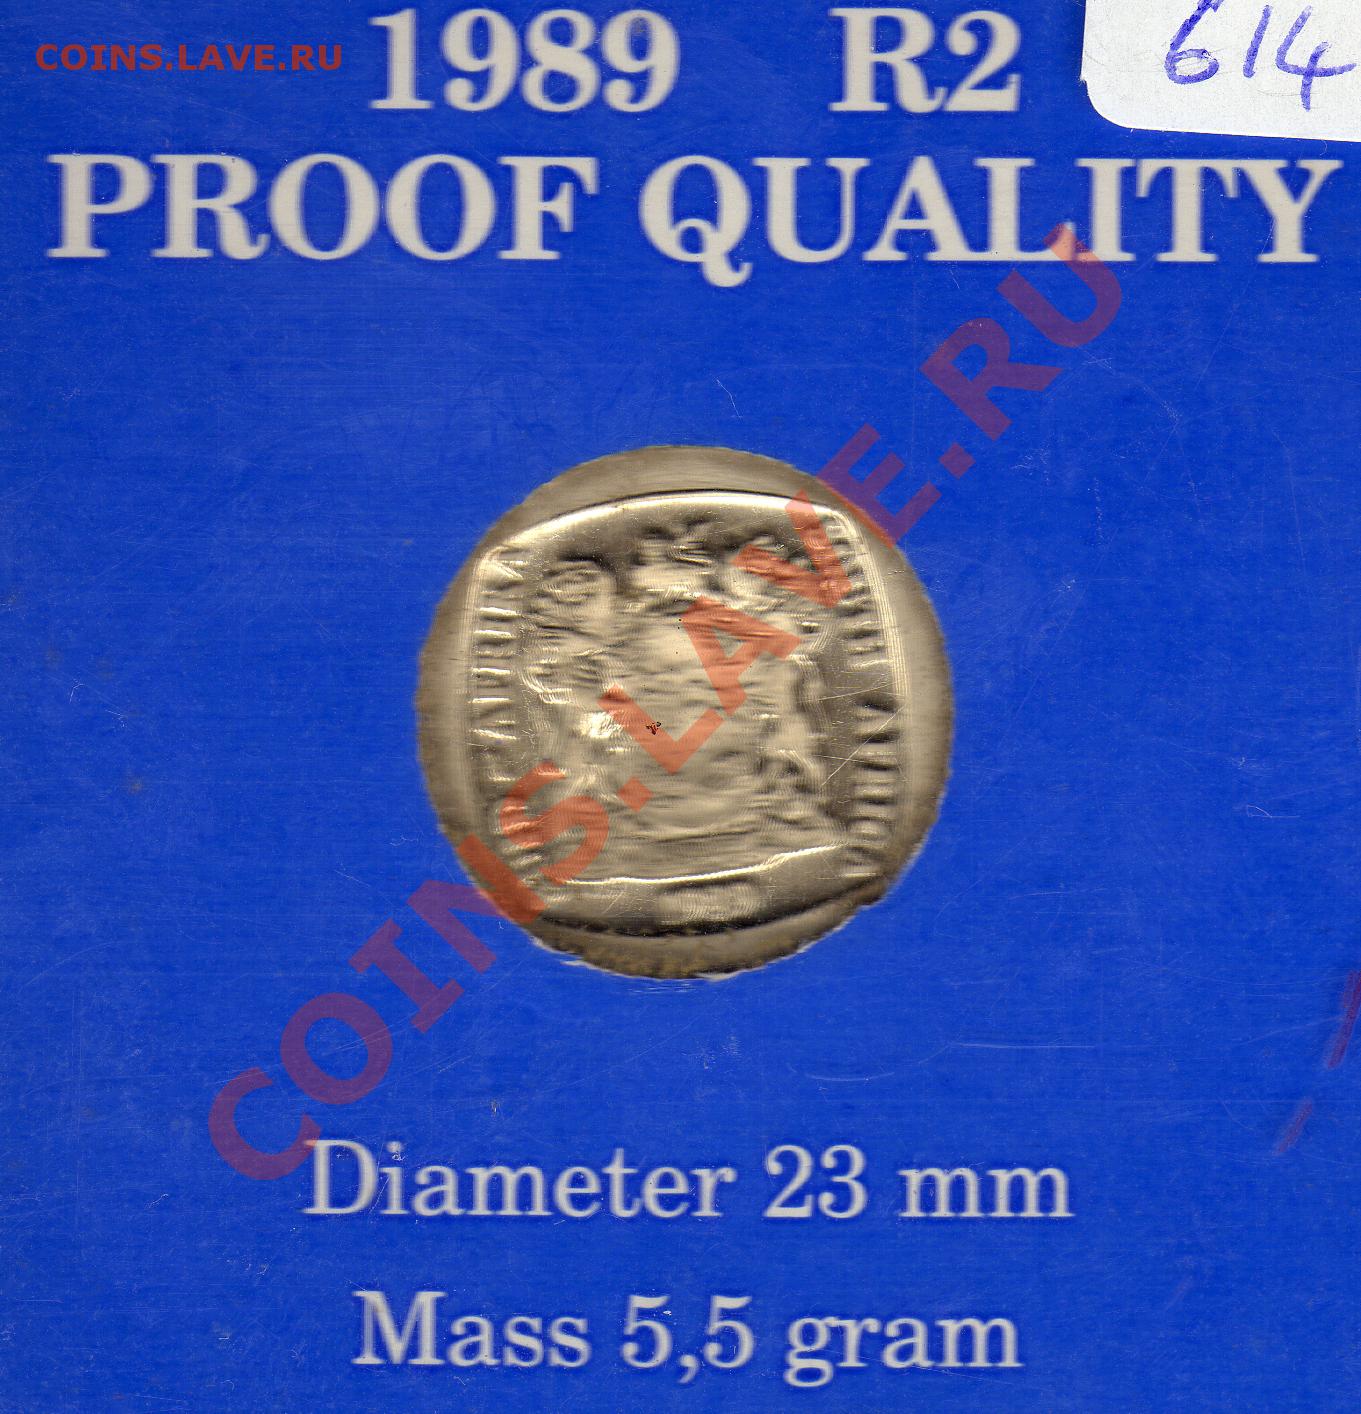 COINS.LAVE.RU
614
1989 R2
PROOF QUALITY
COINS.LAVE.RU
Diameter 23 mm
Mass 5,5 gram